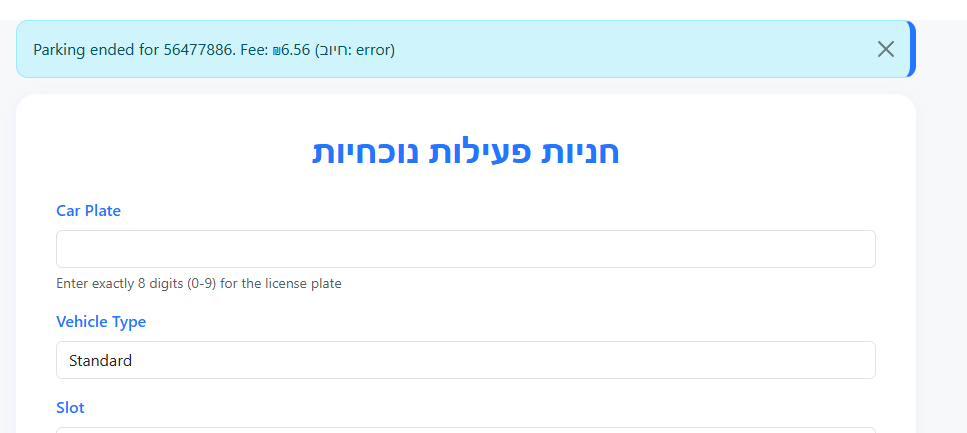 Parking ended for 56477886. Fee: ₪6.56 (חיוב: error)
חניות פעילות נוכחיות
Car Plate
Enter exactly 8 digits (0-9) for the license plate
Vehicle Type
Standard
Slot